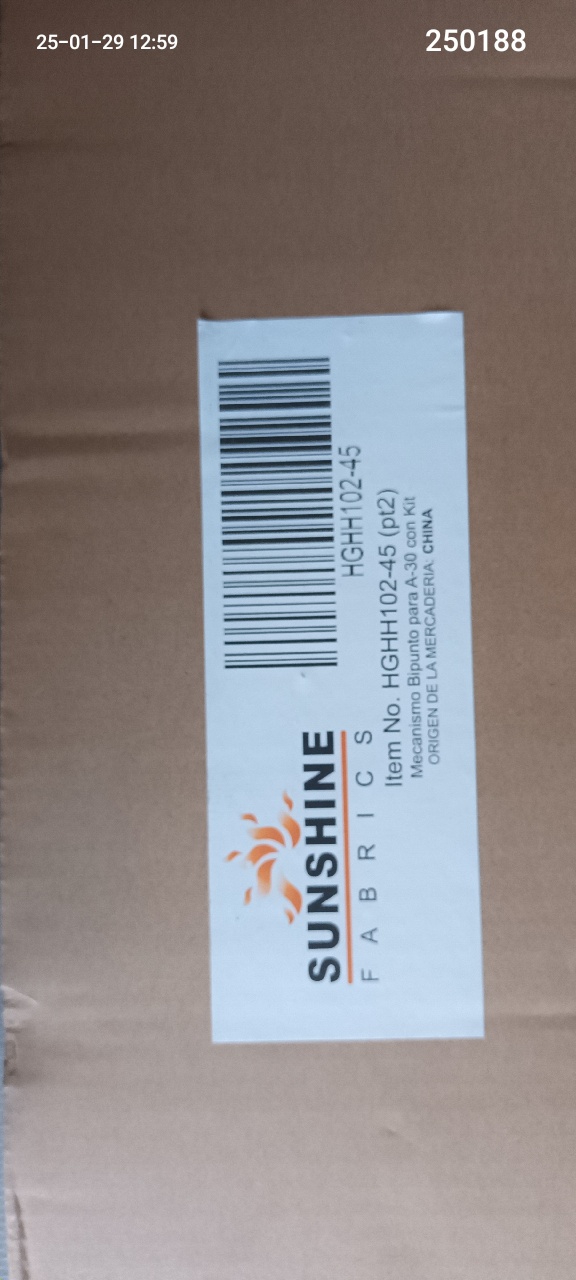 25-01-29 12:59
250188
SUNSHINE
FABRICS
HGHH102-45
Item No. HGHH102-45 (pt2)
Mecanismo Bipunto para A-30 con Kit
ORIGEN DE LA MERCADERIA: CHINA